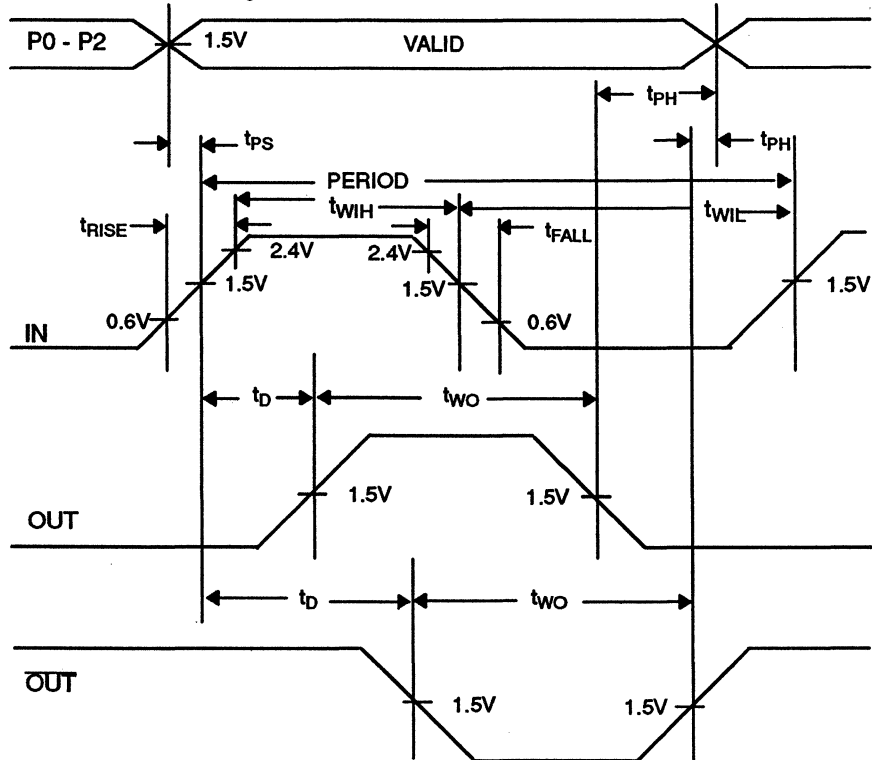 P0 - P2
1.5V
VALID
tPH
tPS
tPH
PERIOD
tWIH
tWIL
tRISE
tFALL
2.4V
2.4V
1.5V
1.5V
1.5V
0.6V
0.6V
IN
tD
tWO
1.5V
1.5V
OUT
tD
tWO
OUT
1.5V
1.5V